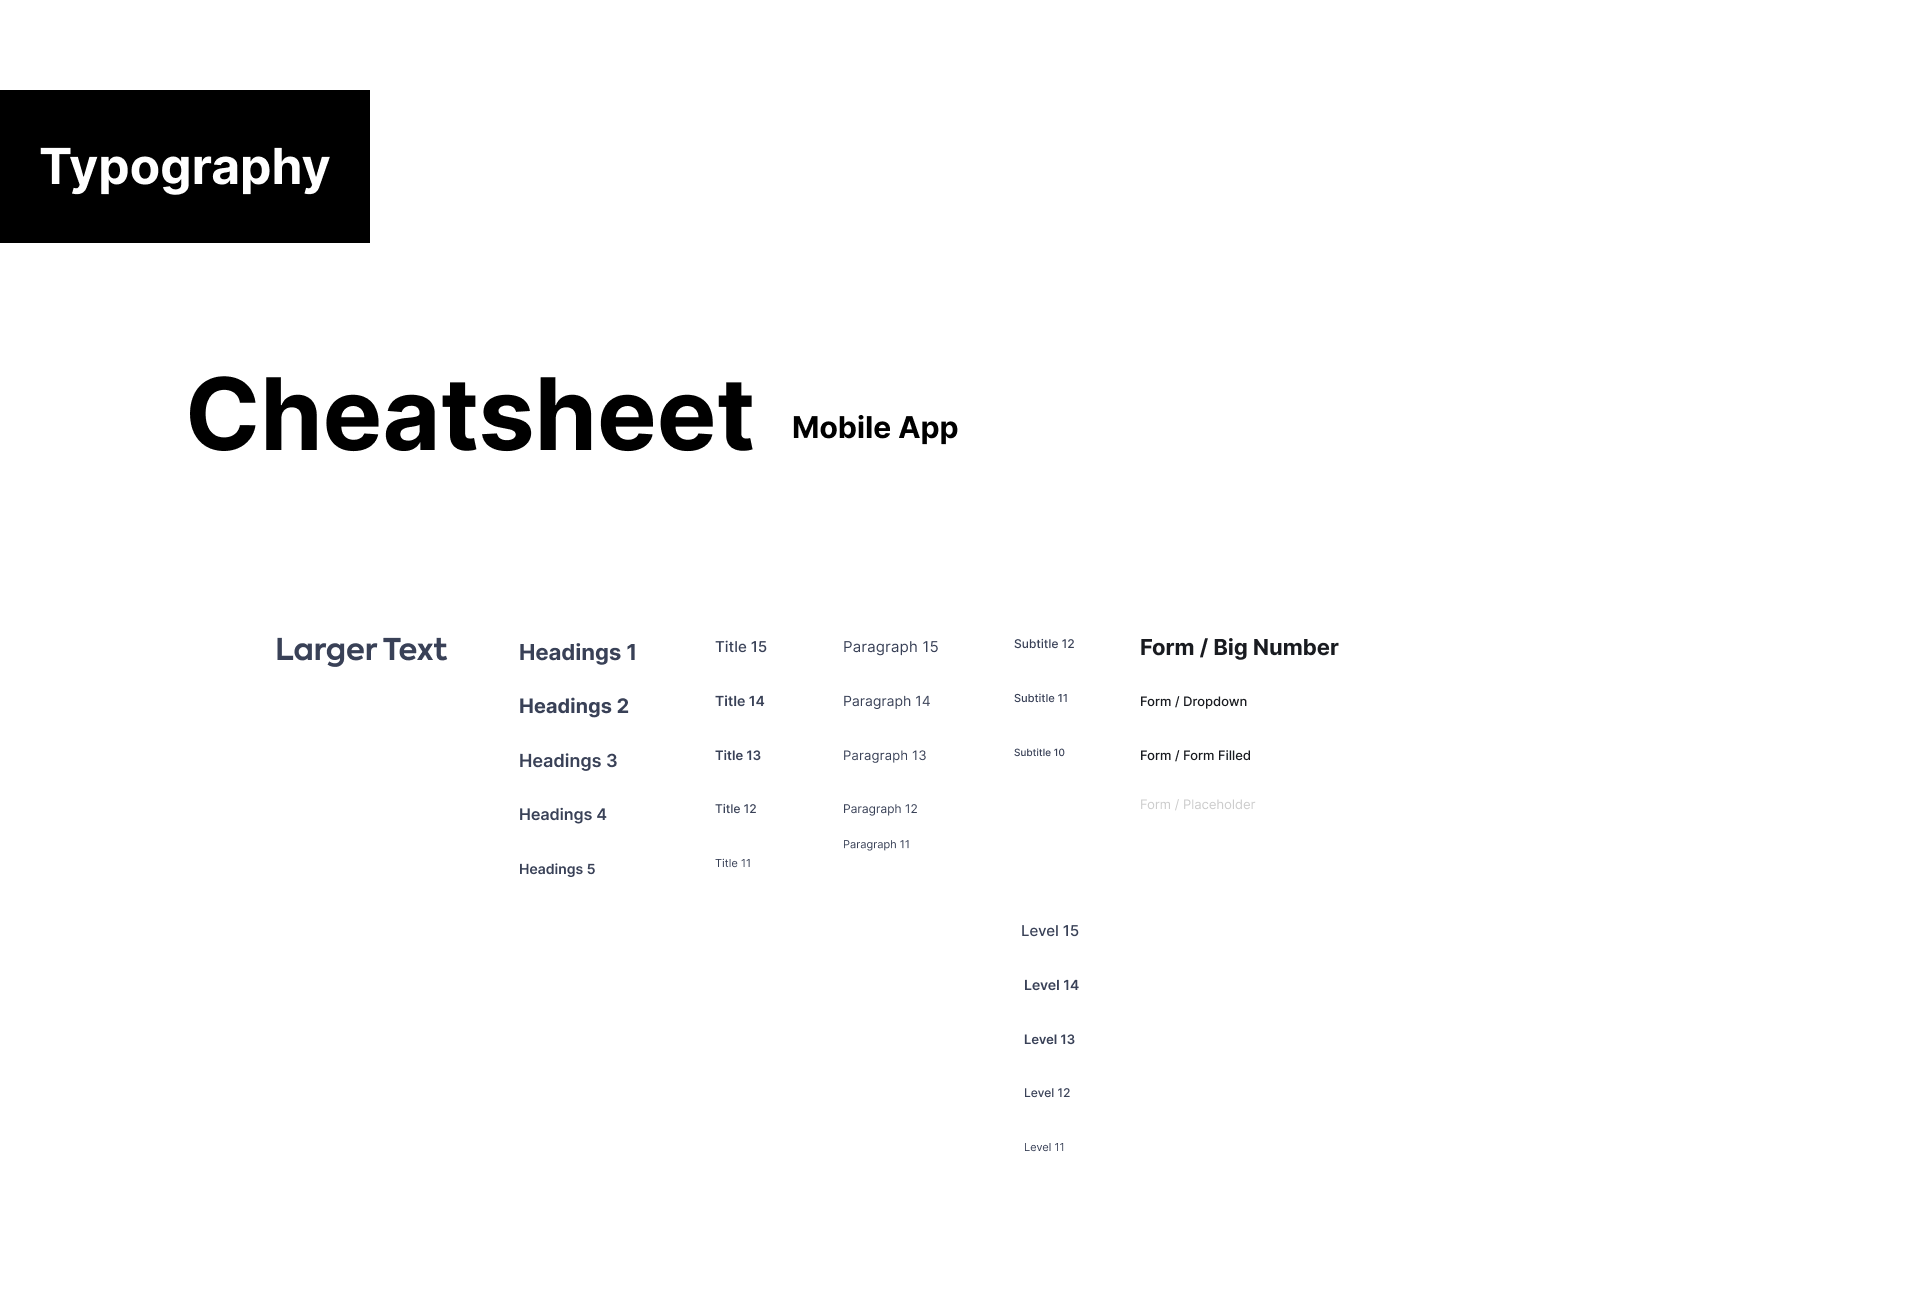 Typography
Cheatsheet
Mobile App
Larger Text
Headings 1
Headings 2
Headings 3
Headings 4
Headings 5
Title 15
Title 14
Title 13
Title 12
Title 11
Paragraph 15
Paragraph 14
Paragraph 13
Paragraph 12
Paragraph 11
Subtitle 12
Subtitle 11
Subtitle 10
Level 15
Level 14
Level 13
Level 12
Level 11
Form / Big Number
Form / Dropdown
Form / Form Filled
Form / Placeholder